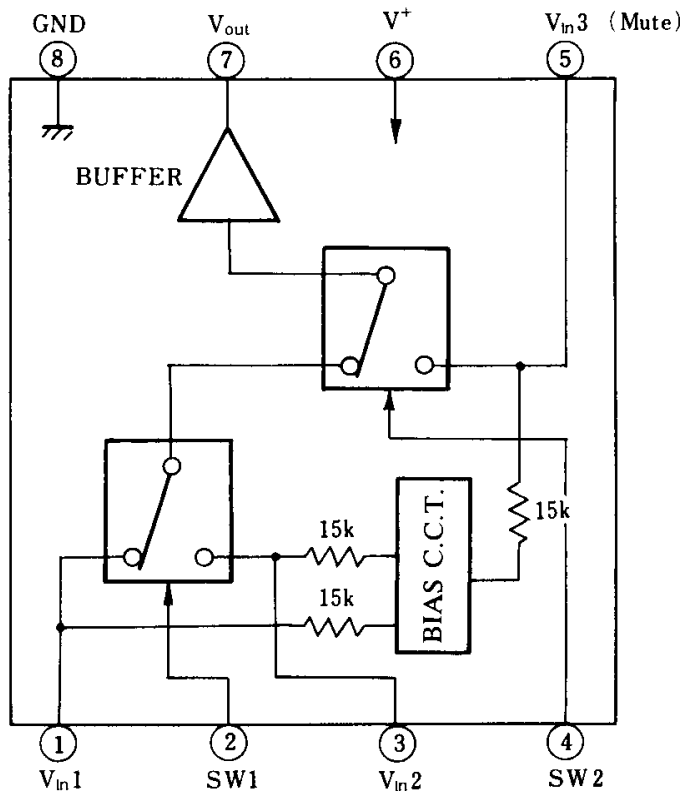 GND Vout V+ Vin3 (Mute)
8 7 6 5
BUFFER
15k
15k
15k
BIAS C.C.T.
1 2 3 4
Vin1 SW1 Vin2 SW2